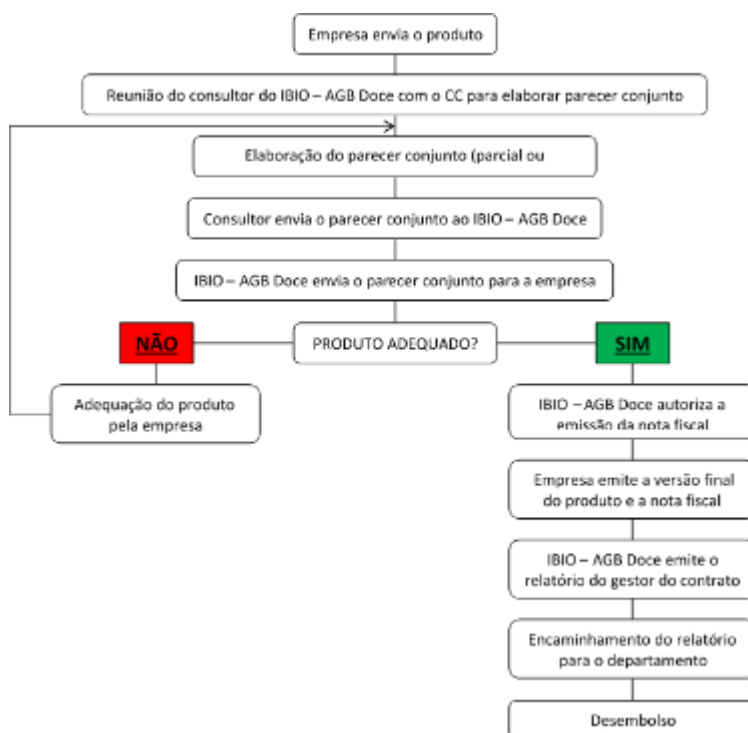 Empresa envia o produto
Reunião do consultor do IBIO – AGB Doce com o CC para elaborar parecer conjunto
Elaboração do parecer conjunto (parcial ou
Consultor envia o parecer conjunto ao IBIO – AGB Doce
IBIO – AGB Doce envia o parecer conjunto para a empresa
NÃO
PRODUTO ADEQUADO?
SIM
Adequação do produto
pela empresa
IBIO – AGB Doce autoriza a
emissão da nota fiscal
Empresa emite a versão final
do produto e a nota fiscal
IBIO – AGB Doce emite o
relatório do gestor do contrato
Encaminhamento do relatório
para o departamento
Desembolso